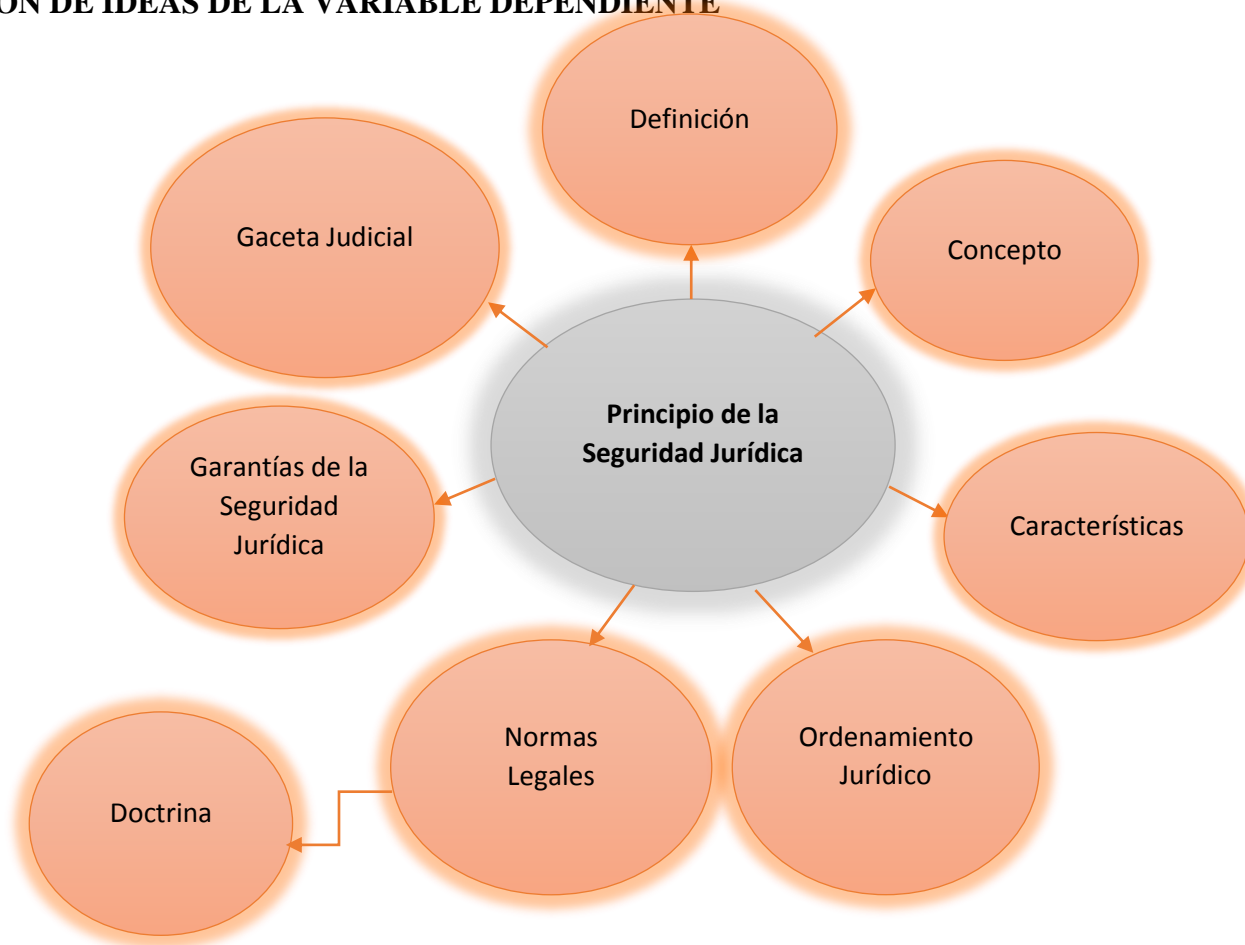 DE IDEAS DE LA VARIABLE DEPENDIENTE
Definición
Gaceta Judicial
Concepto
Principio de la
Seguridad Jurídica
Garantías de la
Seguridad
Jurídica
Características
Normas
Legales
Ordenamiento
Jurídico
Doctrina